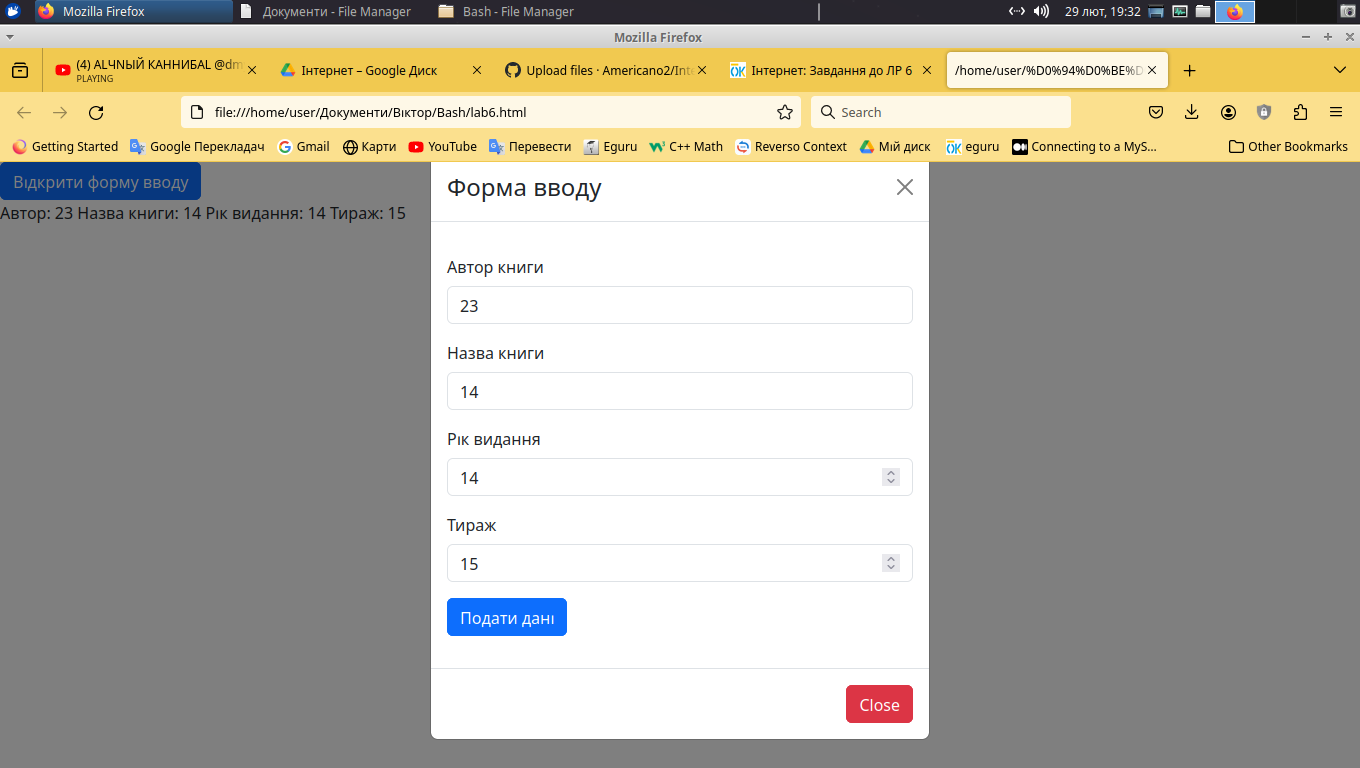 Mozilla Firefox
Документи - File Manager
Bash - File Manager
29 лют, 19:32
Mozilla Firefox
(4) ALЧNЫЙ КАННИБАЛ @dm
PLAYING
Інтернет – Google Диск
Upload files · Americano2/Inte
Інтернет: Завдання до ЛР 6
/home/user/%D0%94%D0%BE%D
file:///home/user/Документи/Віктор/Bash/lab6.html
Search
Getting Started
Google Перекладач
Gmail
Карти
YouTube
Перевести
Eguru
C++ Math
Reverso Context
Мій диск
eguru
Connecting to a MyS...
Other Bookmarks
Відкрити форму вводу
Автор: 23 Назва книги: 14 Рік видання: 14 Тираж: 15
Форма вводу
Автор книги
23
Назва книги
14
Рік видання
14
Тираж
15
Подати дані
Close